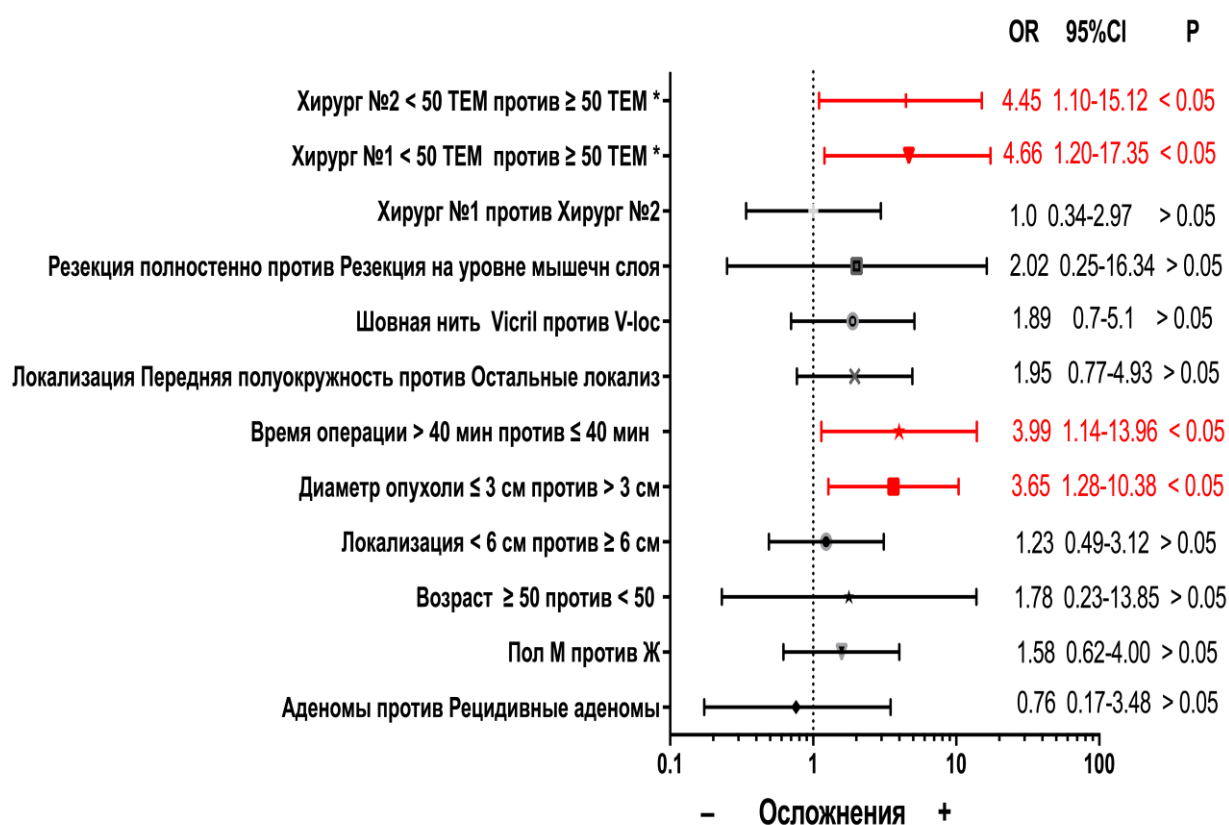 OR 95%CI P
Хирург №2 < 50 ТЕМ против ≥ 50 ТЕМ * 4.45 1.10-15.12 < 0.05
Хирург №1 < 50 ТЕМ против ≥ 50 ТЕМ * 4.66 1.20-17.35 < 0.05
Хирург №1 против Хирург №2 1.0 0.34-2.97 > 0.05
Резекция полностенно против Резекция на уровне мышечн слоя 2.02 0.25-16.34 > 0.05
Шовная нить Vicril против V-loc 1.89 0.7-5.1 > 0.05
Локализация Передняя полуокружность против Остальные локализ 1.95 0.77-4.93 > 0.05
Время операции > 40 мин против ≤ 40 мин 3.99 1.14-13.96 < 0.05
Диаметр опухоли ≤ 3 см против > 3 см 3.65 1.28-10.38 < 0.05
Локализация < 6 см против ≥ 6 см 1.23 0.49-3.12 > 0.05
Возраст ≥ 50 против < 50 1.78 0.23-13.85 > 0.05
Пол М против Ж 1.58 0.62-4.00 > 0.05
Аденомы против Рецидивные аденомы 0.76 0.17-3.48 > 0.05
0.1 1 10 100
– Осложнения +